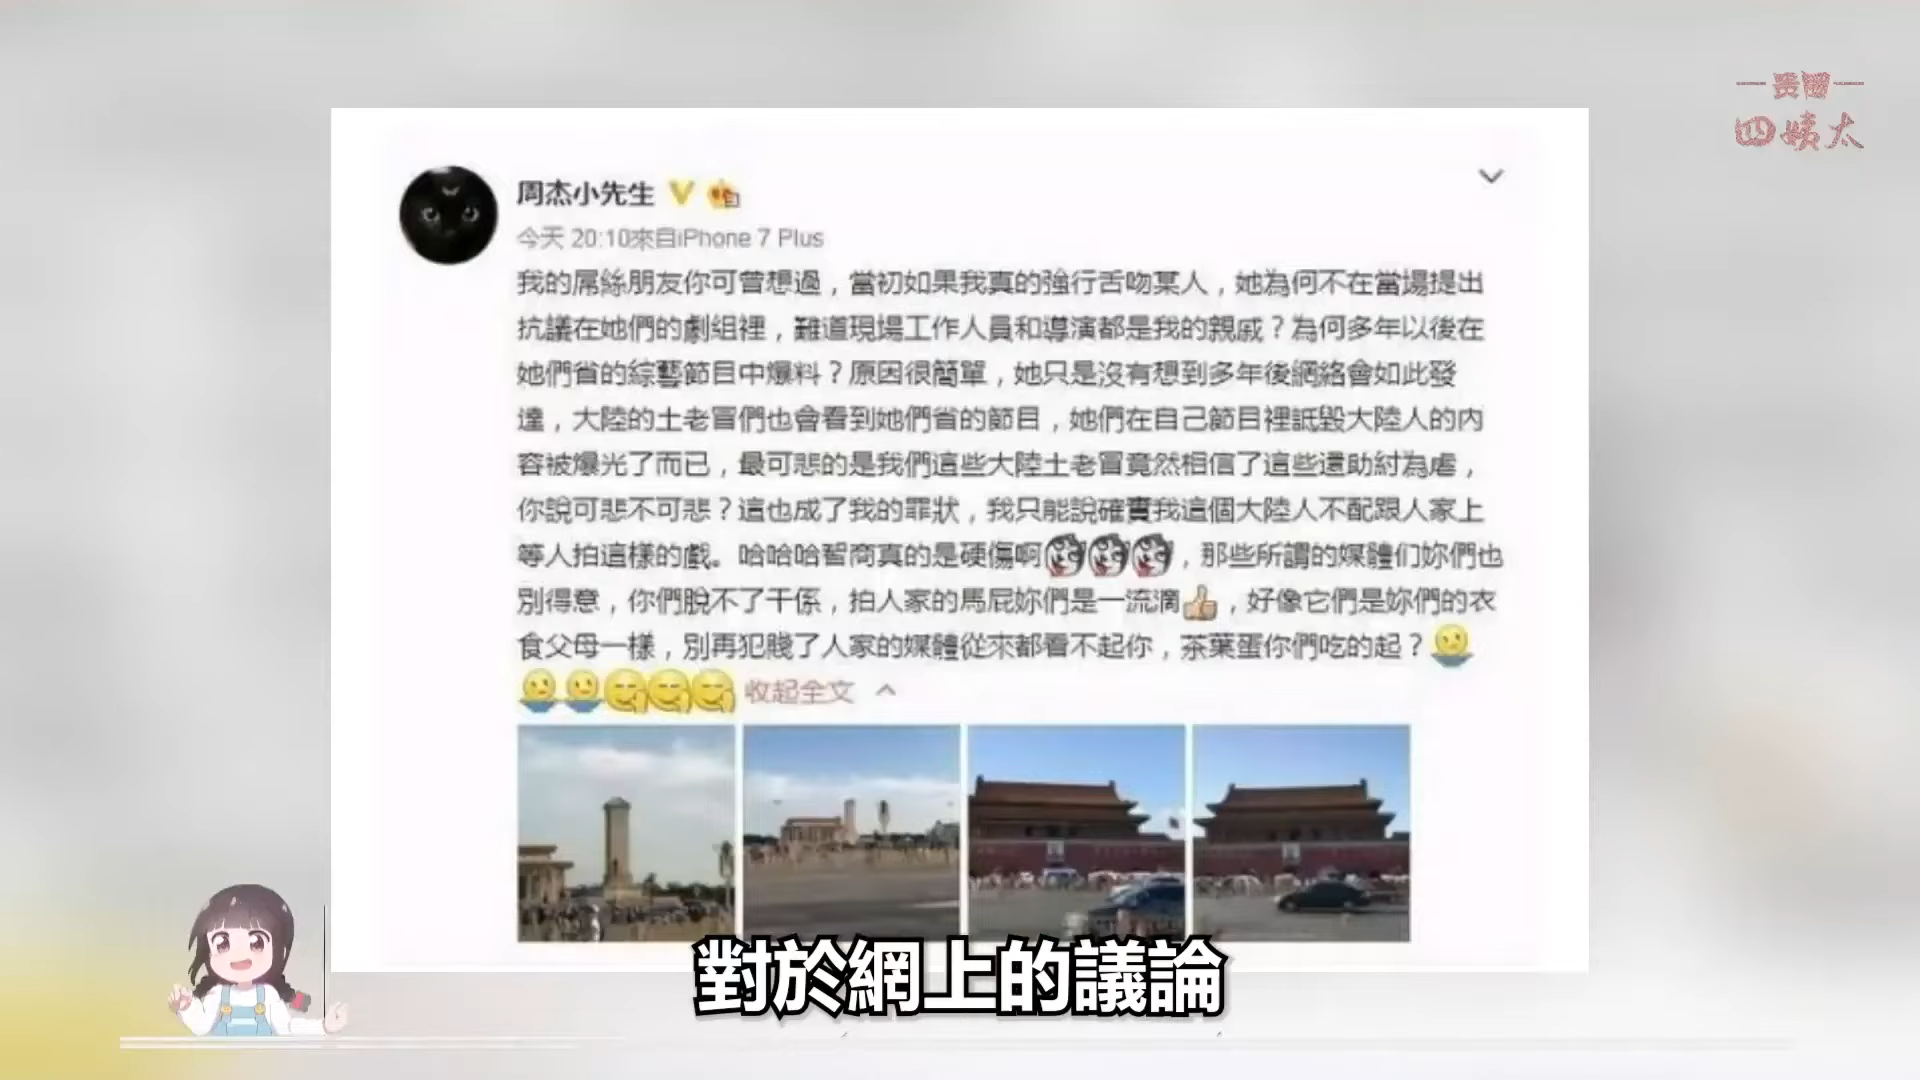 貴圈
四姨太
周杰小先生
今天 20:10來自iPhone 7 Plus
我的屌絲朋友你可曾想過，當初如果我真的強行舌吻某人，她為何不在當場提出
抗議在她們的劇組裡，難道現場工作人員和導演都是我的親戚？為何多年以後在
她們省的綜藝節目中爆料？原因很簡單，她只是沒有想到多年後網絡會如此發
達，大陸的土老冒們也會看到她們省的節目，她們在自己節目裡詆毀大陸人的內
容被爆光了而已，最可悲的是我們這些大陸土老冒竟然相信了這些還助紂為虐，
你說可悲不可悲？這也成了我的罪狀，我只能說確實我這個大陸人不配跟人家上
等人拍這樣的戲。哈哈哈智商真的是硬傷啊，那些所謂的媒體们妳們也
別得意，你們脫不了干係，拍人家的馬屁妳們是一流滴，好像它們是妳們的衣
食父母一樣，別再犯賤了人家的媒體從來都看不起你，茶葉蛋你們吃的起？
收起全文
對於網上的議論